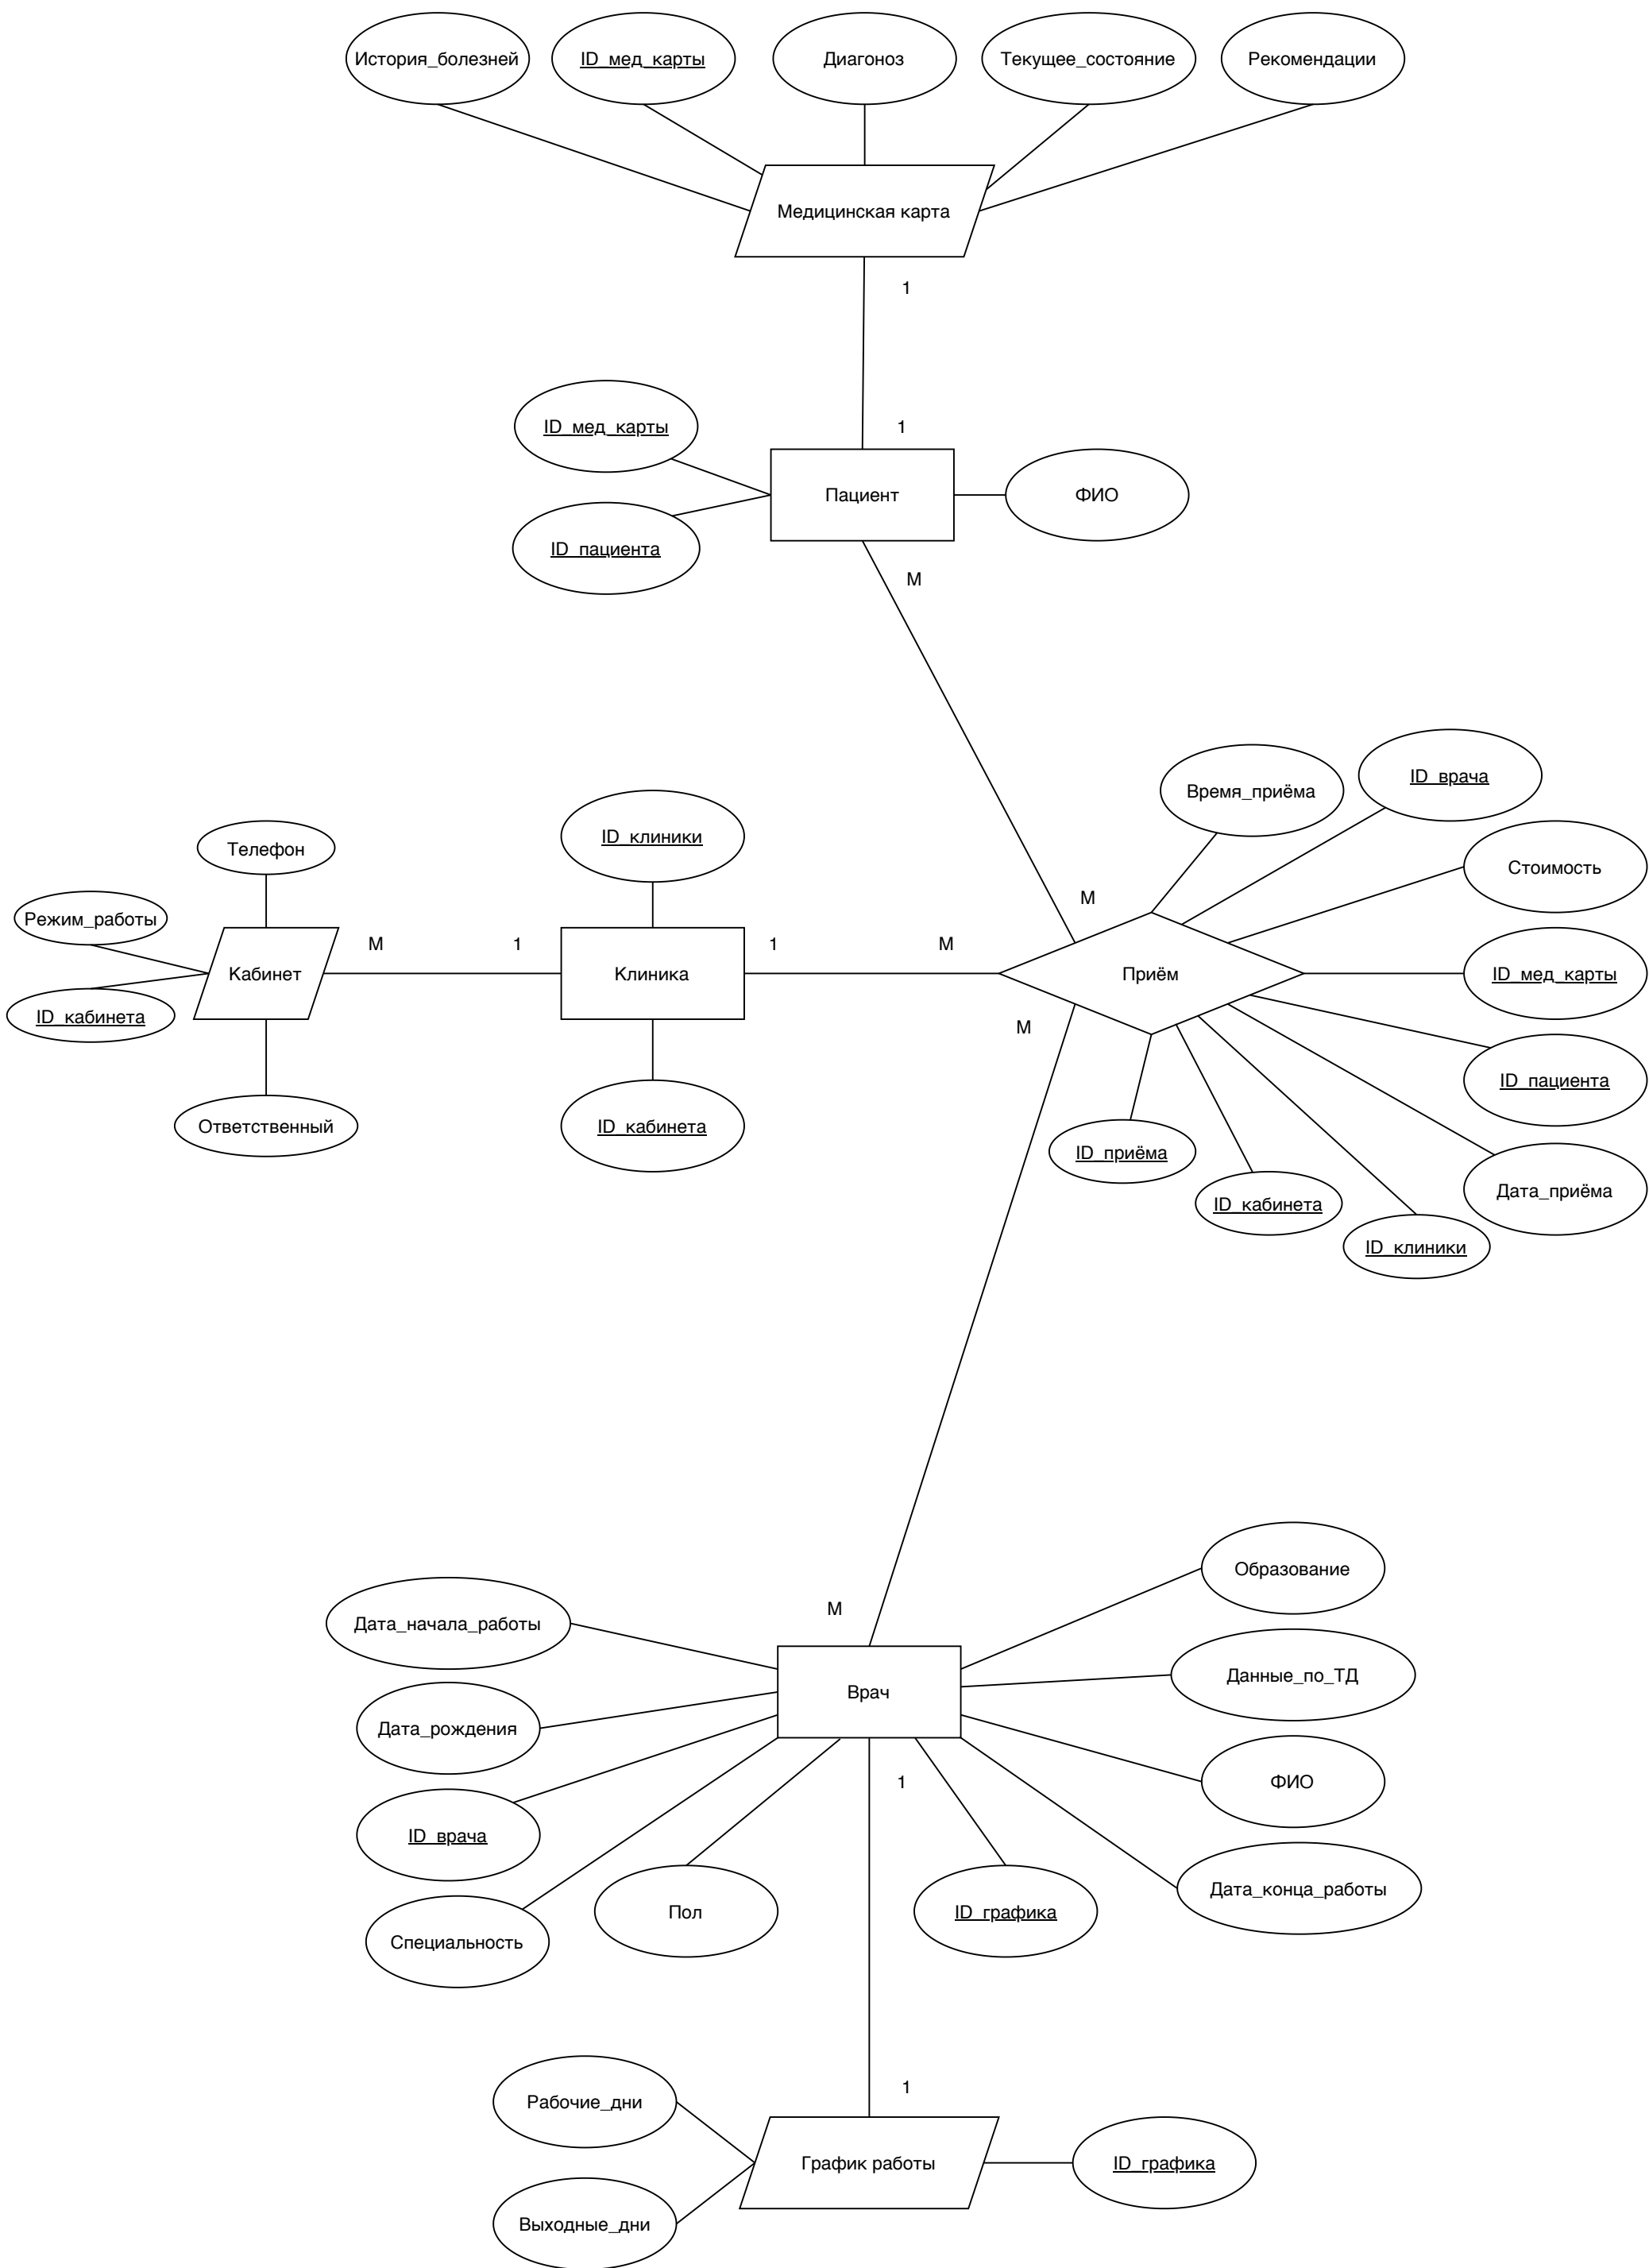 История_болезней
ID_мед_карты
Диагоноз
Текущее_состояние
Рекомендации
Медицинская карта
1
1
ID_мед_карты
Пациент
ФИО
ID_пациента
М
Время_приёма
ID_врача
Телефон
ID_клиники
Стоимость
М
Режим_работы
М
1
1
М
Кабинет
Клиника
Приём
ID_мед_карты
ID_кабинета
М
ID_пациента
Ответственный
ID_кабинета
ID_приёма
ID_кабинета
Дата_приёма
ID_клиники
Образование
М
Дата_начала_работы
Данные_по_ТД
Врач
Дата_рождения
1
ФИО
ID_врача
Дата_конца_работы
Пол
ID_графика
Специальность
1
Рабочие_дни
График работы
ID_графика
Выходные_дни